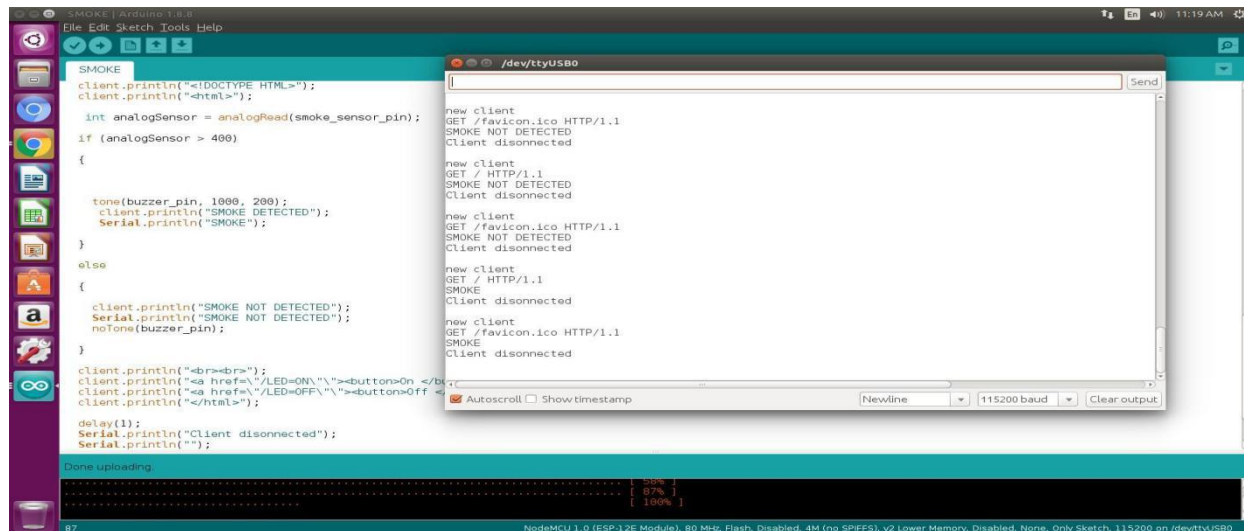 SMOKE | Arduino 1.8.8
En 11:19 AM
File Edit Sketch Tools Help
SMOKE
client.println("<!DOCTYPE HTML>");
client.println("<html>");
int analogSensor = analogRead(smoke_sensor_pin);
if (analogSensor > 400)
{
tone(buzzer_pin, 1000, 200);
client.println("SMOKE DETECTED");
Serial.println("SMOKE");
}
else
{
client.println("SMOKE NOT DETECTED");
Serial.println("SMOKE NOT DETECTED");
noTone(buzzer_pin);
}
client.println("<br><br>");
client.println("<a href=\"/LED=ON\"\"><button>On </bu
client.println("<a href=\"/LED=OFF\"\"><button>Off <
client.println("</html>");
delay(1);
Serial.println("Client disonnected");
Serial.println("");
/dev/ttyUSB0
Send
new client
GET /favicon.ico HTTP/1.1
SMOKE NOT DETECTED
Client disonnected
new client
GET / HTTP/1.1
SMOKE NOT DETECTED
Client disonnected
new client
GET /favicon.ico HTTP/1.1
SMOKE NOT DETECTED
Client disonnected
new client
GET / HTTP/1.1
SMOKE
Client disonnected
new client
GET /favicon.ico HTTP/1.1
SMOKE
Client disonnected
Autoscroll Show timestamp Newline 115200 baud Clear output
Done uploading.
[ 58% ]
[ 87% ]
[ 100% ]
87 NodeMCU 1.0 (ESP-12E Module), 80 MHz, Flash, Disabled, 4M (no SPIFFS), v2 Lower Memory, Disabled, None, Only Sketch, 115200 on /dev/ttyUSB0